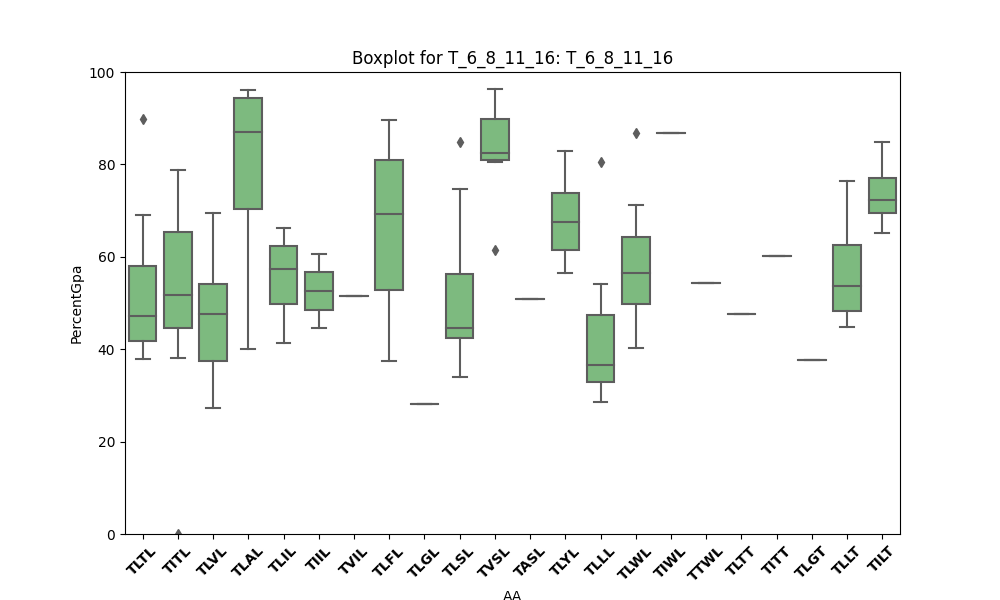 Boxplot for T_6_8_11_16: T_6_8_11_16
100
80
60
40
20
0
PercentGpa
TLTL
TITL
TLVL
TLAL
TLIL
TIIL
TVIL
TLFL
TLGL
TLSL
TVSL
TASL
TLYL
TLLL
TLWL
TIWL
TTWL
TLTT
TITT
TLGT
TLLT
TILT
AA